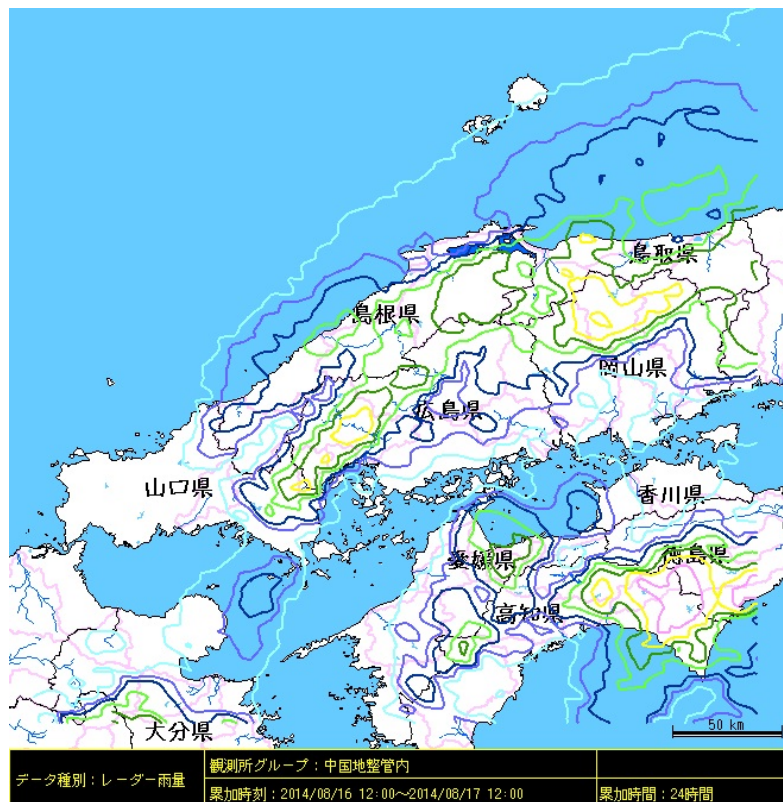 鳥取県
島根県
岡山県
広島県
山口県
香川県
徳島県
愛媛県
高知県
大分県
50 km
データ種別：レーダー雨量
観測所グループ：中国地整管内
累加時刻：2014/08/16 12:00～2014/08/17 12:00
累加時間：24時間